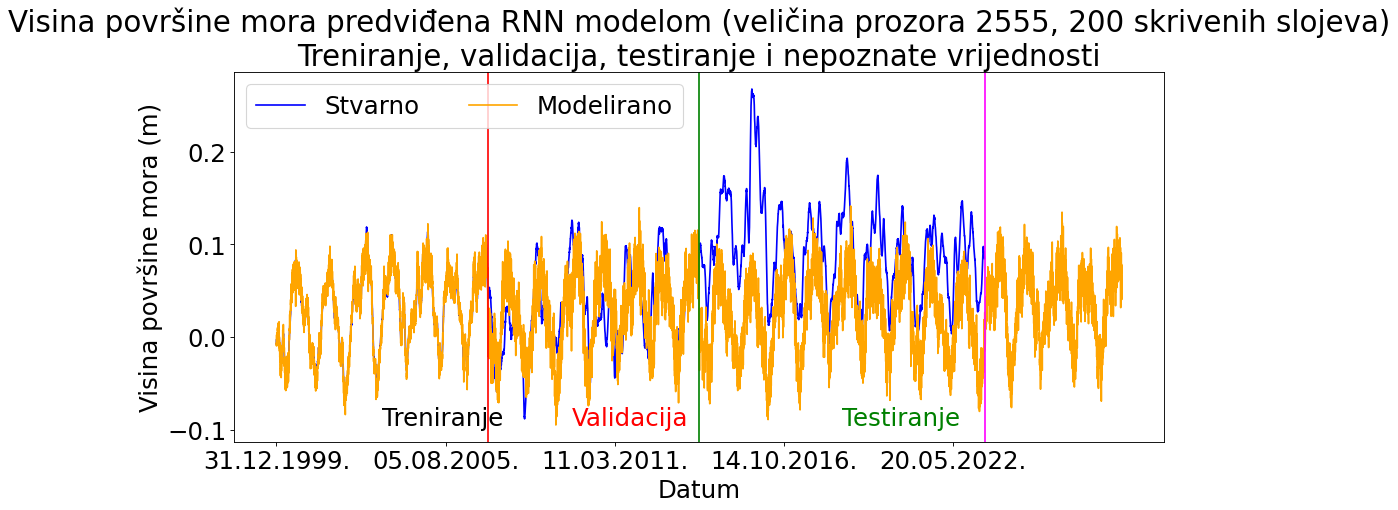 Visina površine mora predviđena RNN modelom (veličina prozora 2555, 200 skrivenih slojeva)
Treniranje, validacija, testiranje i nepoznate vrijednosti
Stvarno
Modelirano
Visina površine mora (m)
0.2
0.1
0.0
−0.1
Treniranje
Validacija
Testiranje
31.12.1999.
05.08.2005.
11.03.2011.
14.10.2016.
20.05.2022.
Datum